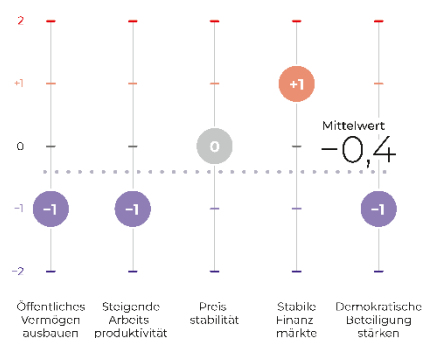 2
+1
+1
Mittelwert
0
0
−0,4
−1
−1
−1
−1
−2
Öffentliches
Vermögen
ausbauen
Steigende
Arbeits
produktivität
Preis
stabilität
Stabile
Finanz
märkte
Demokratische
Beteiligung
stärken